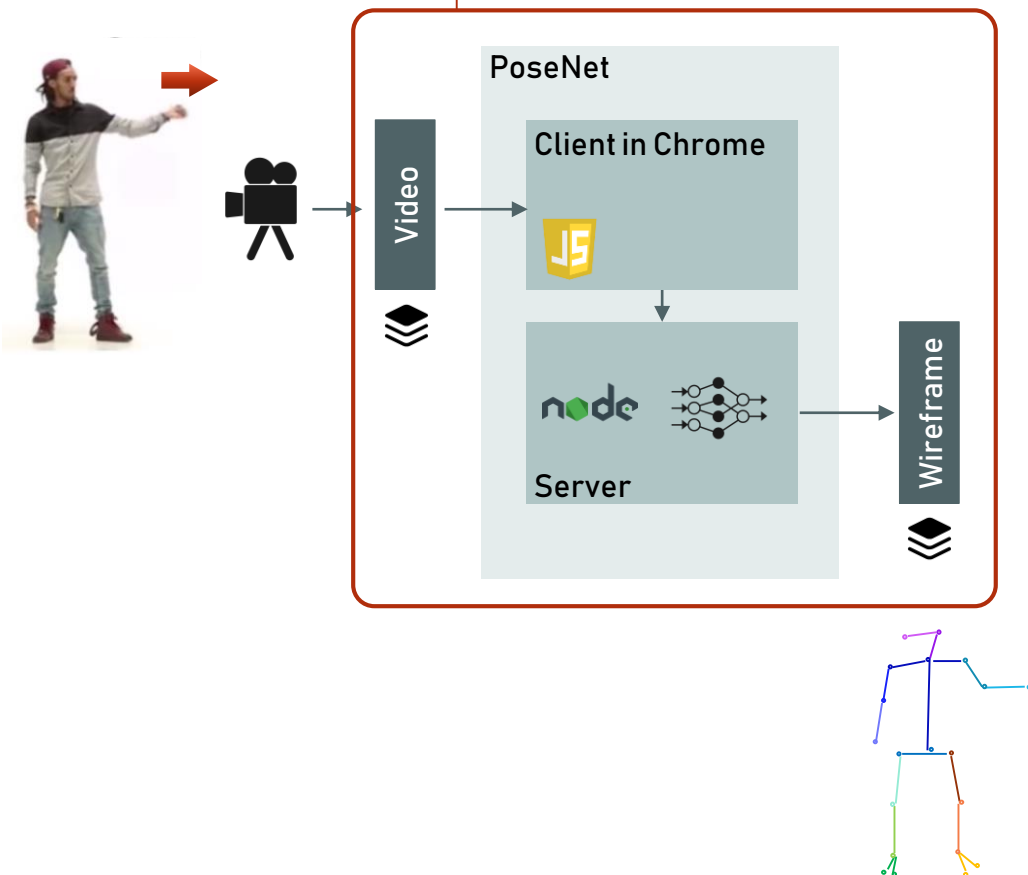 PoseNet
Client in Chrome
Video
JS
node
Server
Wireframe